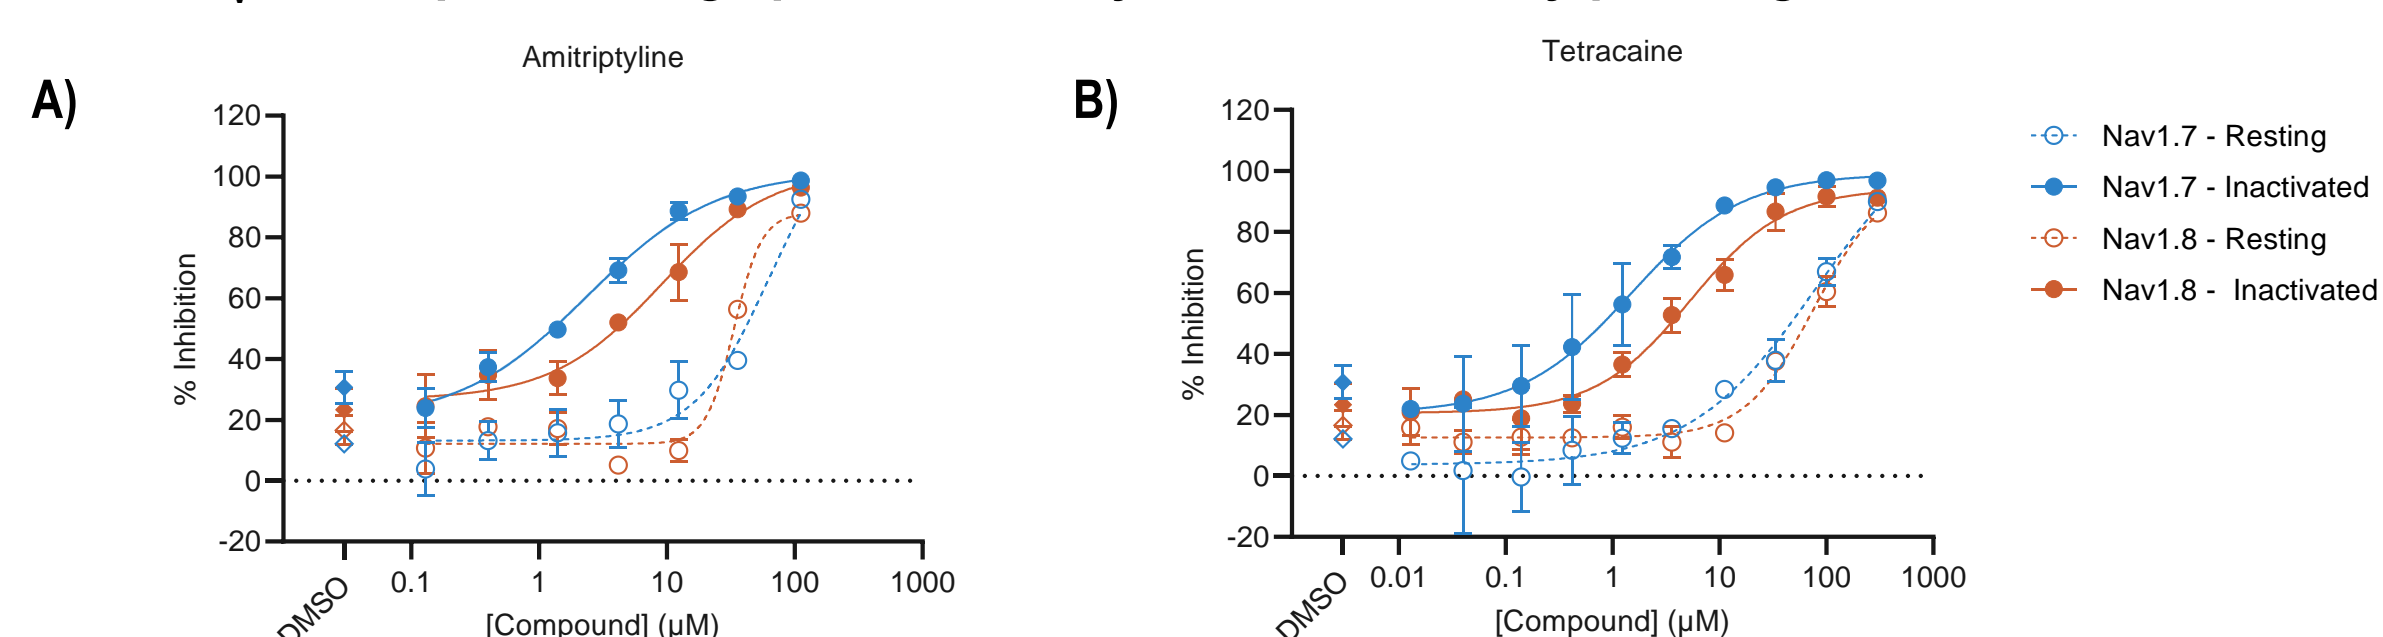 Amitriptyline
A)
120
100
80
60
40
20
0
-20
% Inhibition
DMSO
0.1
1
10
100
1000
[Compound] (µM)
Tetracaine
B)
120
100
80
60
40
20
0
-20
% Inhibition
DMSO
0.01
0.1
1
10
100
1000
[Compound] (µM)
Nav1.7 - Resting
Nav1.7 - Inactivated
Nav1.8 - Resting
Nav1.8 -  Inactivated